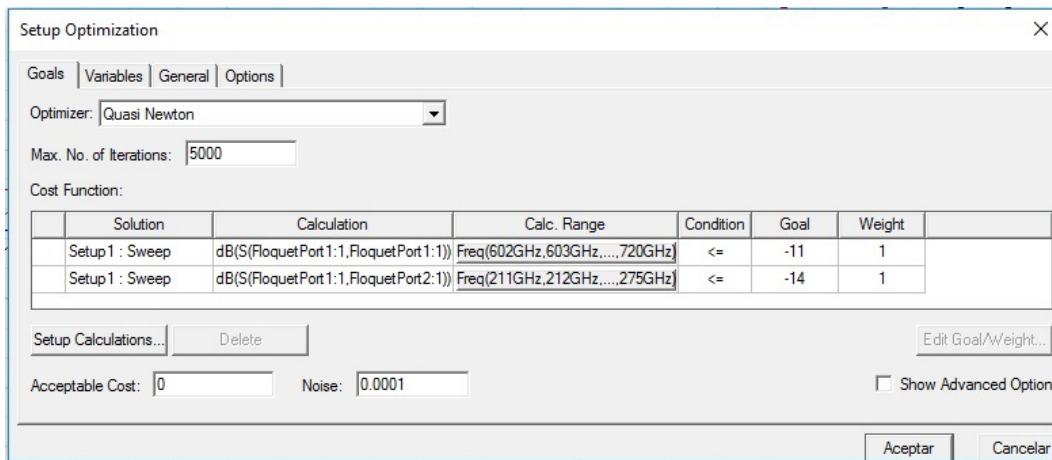 Setup Optimization
Goals Variables General Options
Optimizer: Quasi Newton
Max. No. of Iterations: 5000
Cost Function:
Solution Calculation Calc. Range Condition Goal Weight
Setup1 : Sweep dB(S(FloquetPort1:1,FloquetPort1:1)) Freq(602GHz,603GHz,...,720GHz) <= -11 1
Setup1 : Sweep dB(S(FloquetPort1:1,FloquetPort2:1)) Freq(211GHz,212GHz,...,275GHz) <= -14 1
Setup Calculations... Delete Edit Goal/Weight...
Acceptable Cost: 0 Noise: 0.0001 Show Advanced Option
Aceptar Cancelar